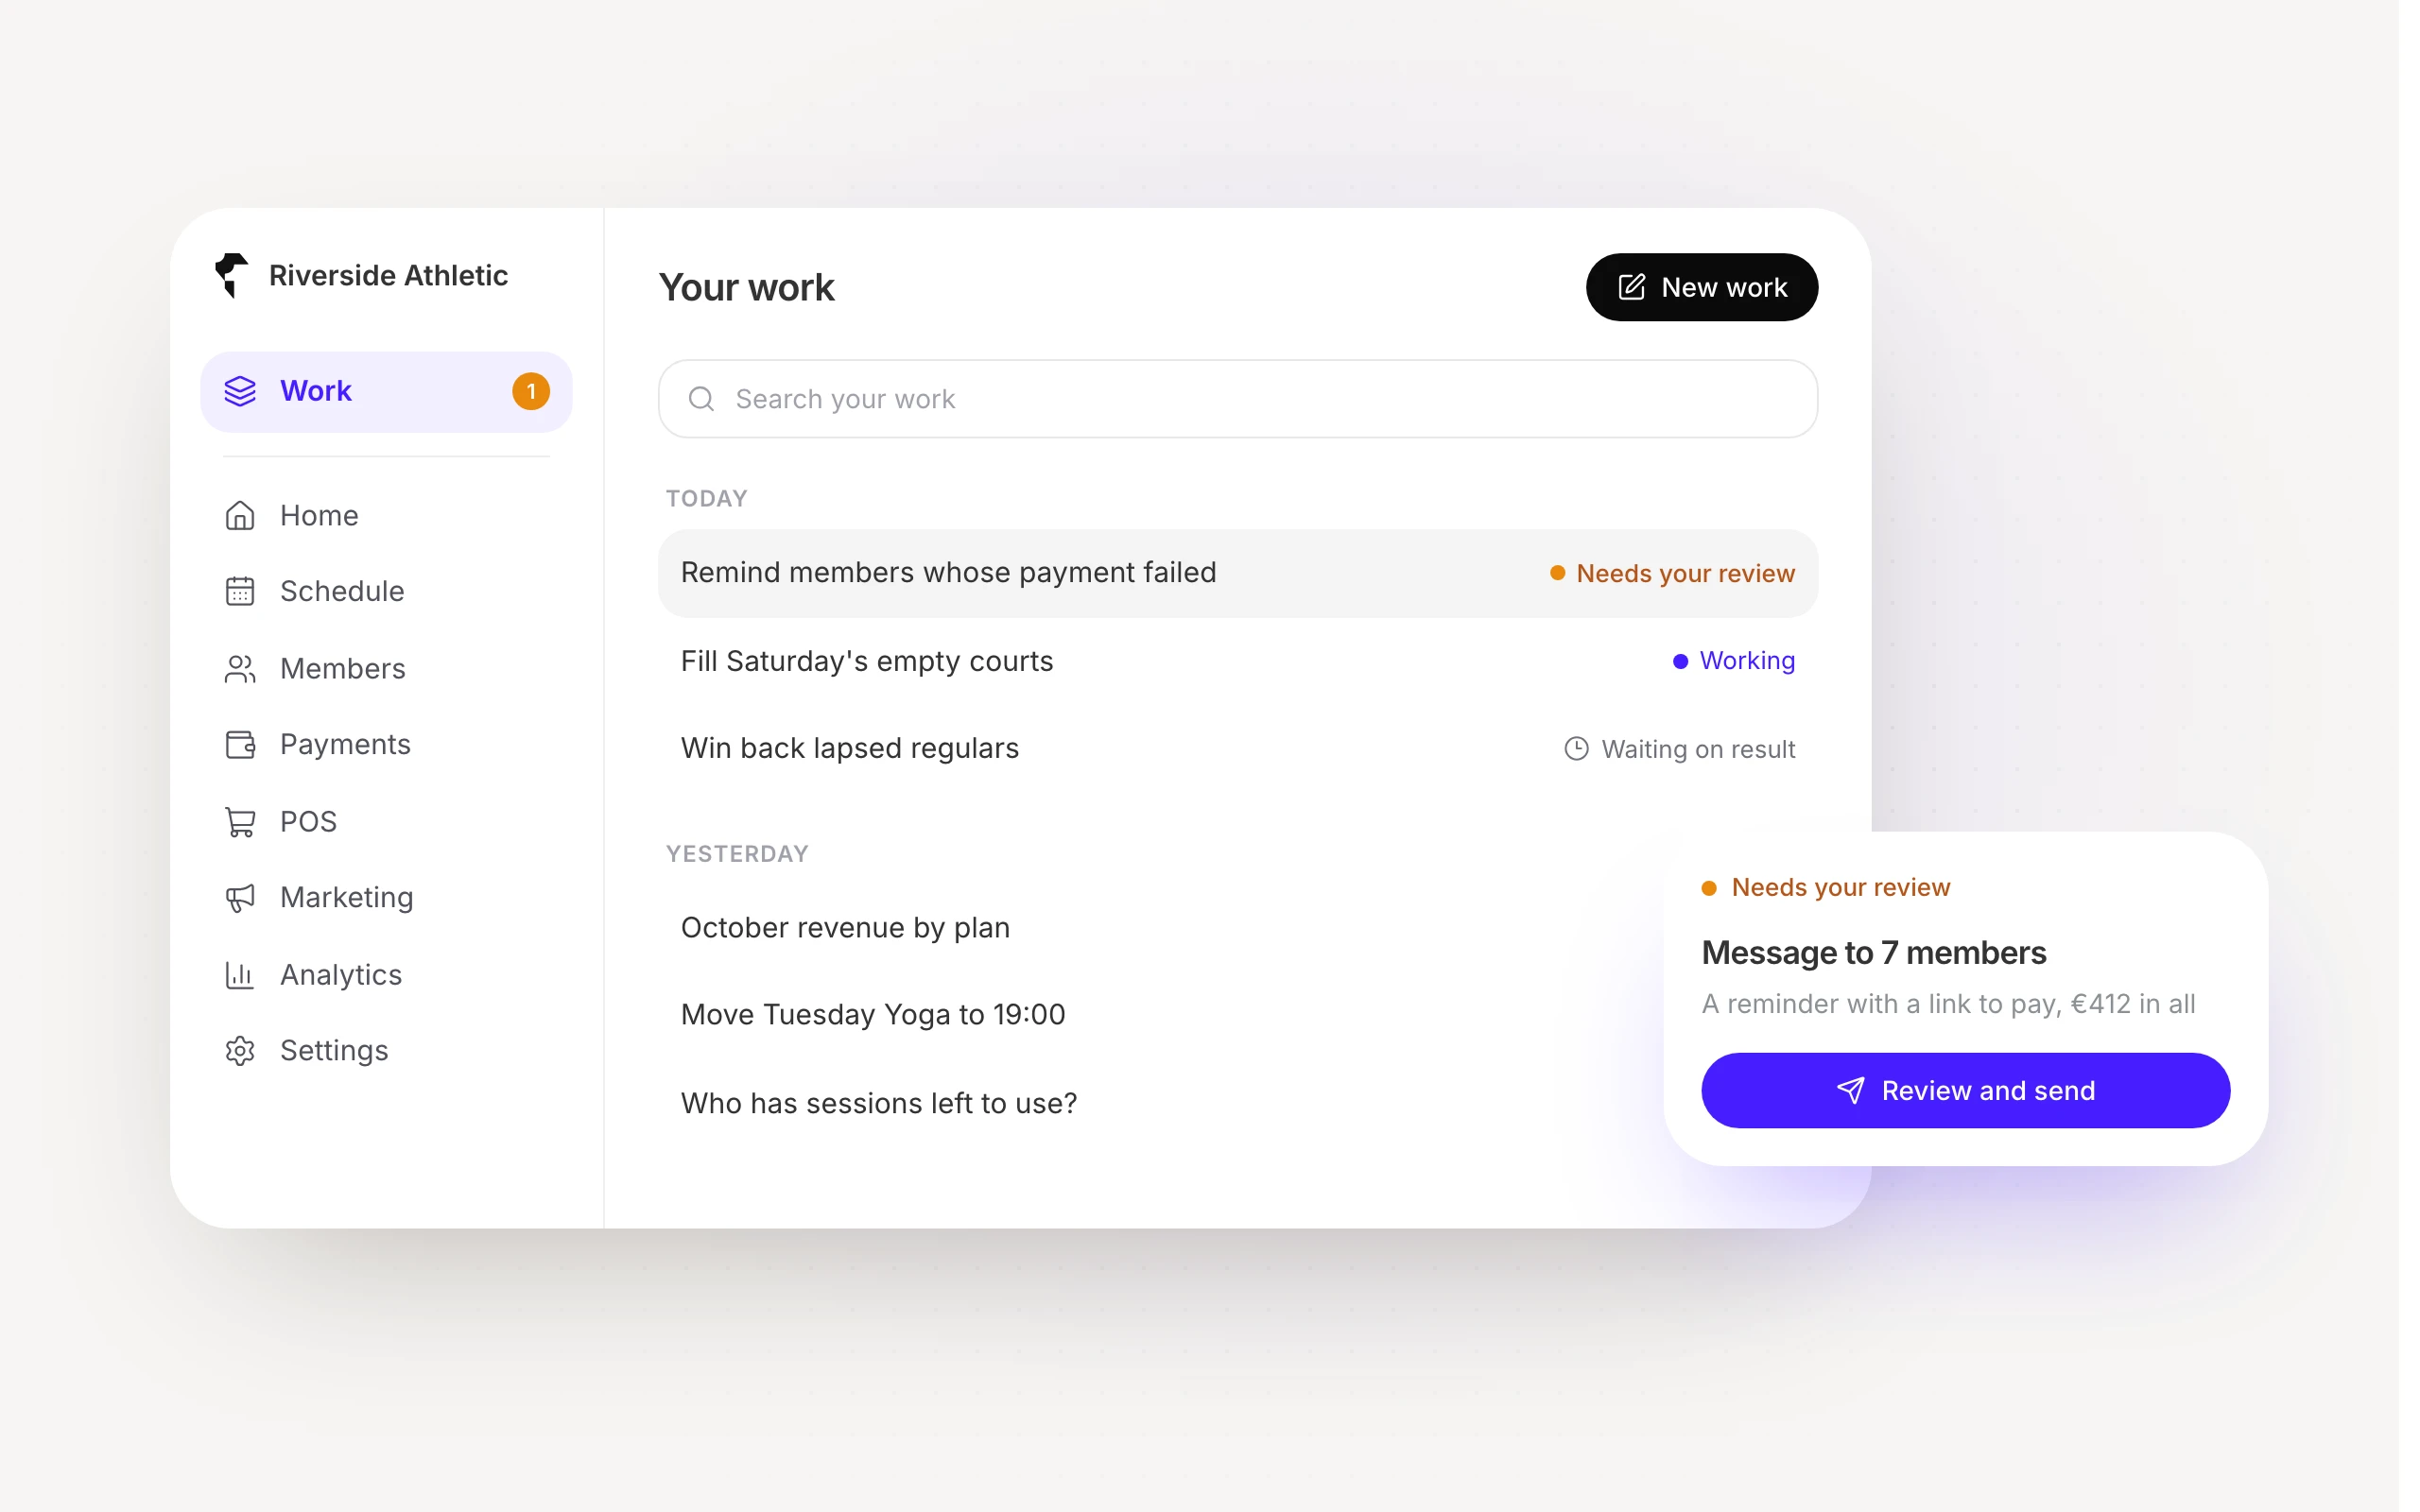 Riverside Athletic
Work 1
Home
Schedule
Members
Payments
POS
Marketing
Analytics
Settings
Your work
New work
Search your work
TODAY
Remind members whose payment failed Needs your review
Fill Saturday's empty courts Working
Win back lapsed regulars Waiting on result
YESTERDAY
October revenue by plan
Move Tuesday Yoga to 19:00
Who has sessions left to use?
Needs your review
Message to 7 members
A reminder with a link to pay, €412 in all
Review and send